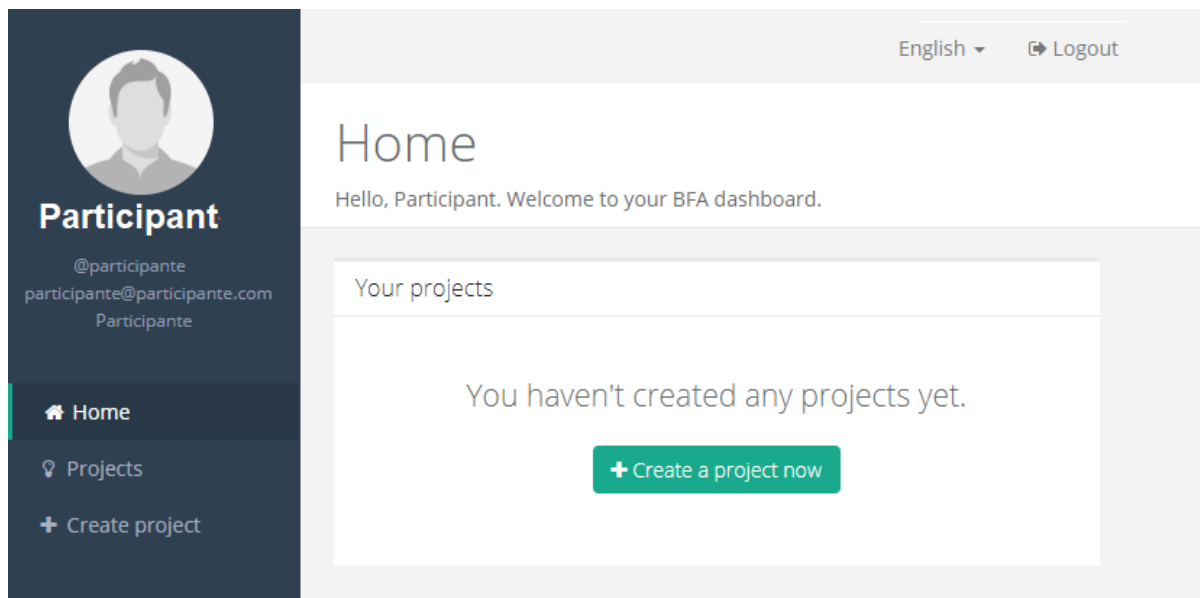 English
Logout
Participant
@participante
participante@participante.com
Participante
Home
Projects
Create project
Home
Hello, Participant. Welcome to your BFA dashboard.
Your projects
You haven't created any projects yet.
Create a project now